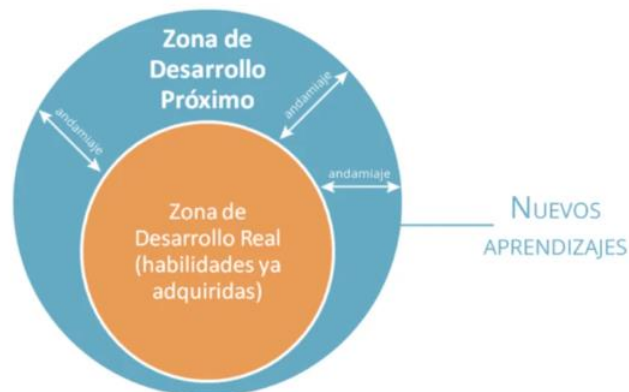 Zona de
Desarrollo
Próximo
andamiaje
andamiaje
andamiaje
Zona de
Desarrollo Real
(habilidades ya
adquiridas)
NUEVOS
APRENDIZAJES